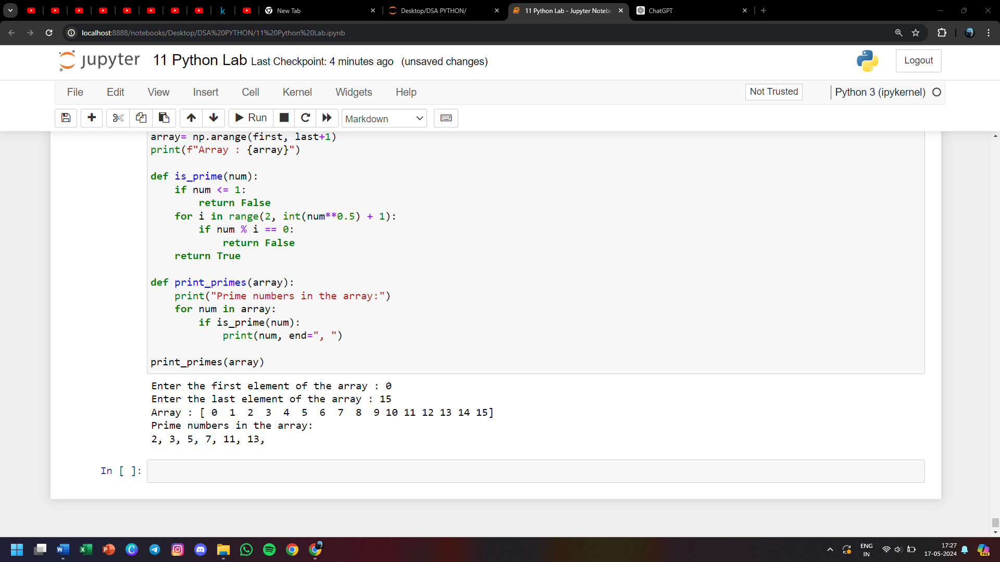 New Tab
Desktop/DSA PYTHON/
11 Python Lab - Jupyter Notebo
ChatGPT
localhost:8888/notebooks/Desktop/DSA%20PYTHON/11%20Python%20Lab.ipynb
jupyter 11 Python Lab Last Checkpoint: 4 minutes ago (unsaved changes)
Logout
File Edit View Insert Cell Kernel Widgets Help
Not Trusted
Python 3 (ipykernel)
Run
Markdown
array= np.arange(first, last+1)
print(f"Array : {array}")
def is_prime(num):
    if num <= 1:
        return False
    for i in range(2, int(num**0.5) + 1):
        if num % i == 0:
            return False
    return True
def print_primes(array):
    print("Prime numbers in the array:")
    for num in array:
        if is_prime(num):
            print(num, end=", ")
print_primes(array)
Enter the first element of the array : 0
Enter the last element of the array : 15
Array : [ 0  1  2  3  4  5  6  7  8  9 10 11 12 13 14 15]
Prime numbers in the array:
2, 3, 5, 7, 11, 13,
In [ ]:
ENG
IN
17:27
17-05-2024
PRE